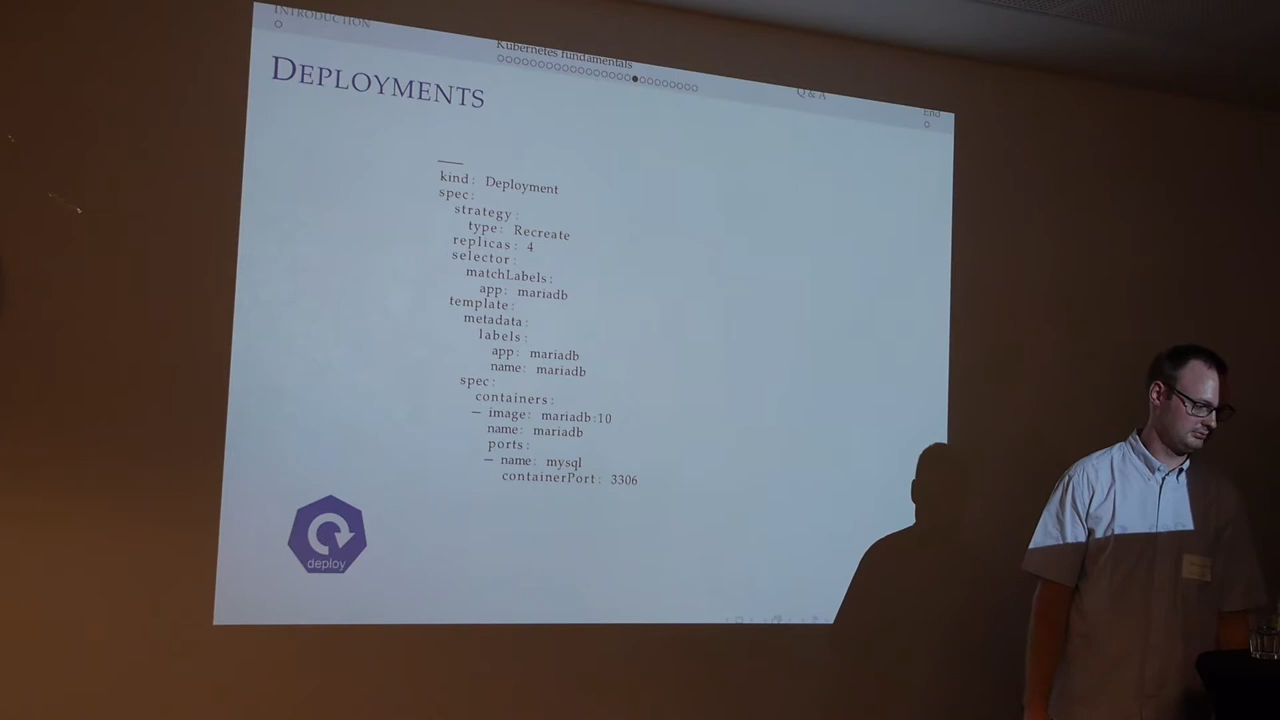 INTRODUCTION
Kubernetes fundamentals
Q & A
End
DEPLOYMENTS
kind: Deployment
spec:
strategy:
type: Recreate
replicas: 4
selector:
matchLabels:
app: mariadb
template:
metadata:
labels:
app: mariadb
name: mariadb
spec:
containers:
— image: mariadb:10
name: mariadb
ports:
— name: mysql
containerPort: 3306
deploy